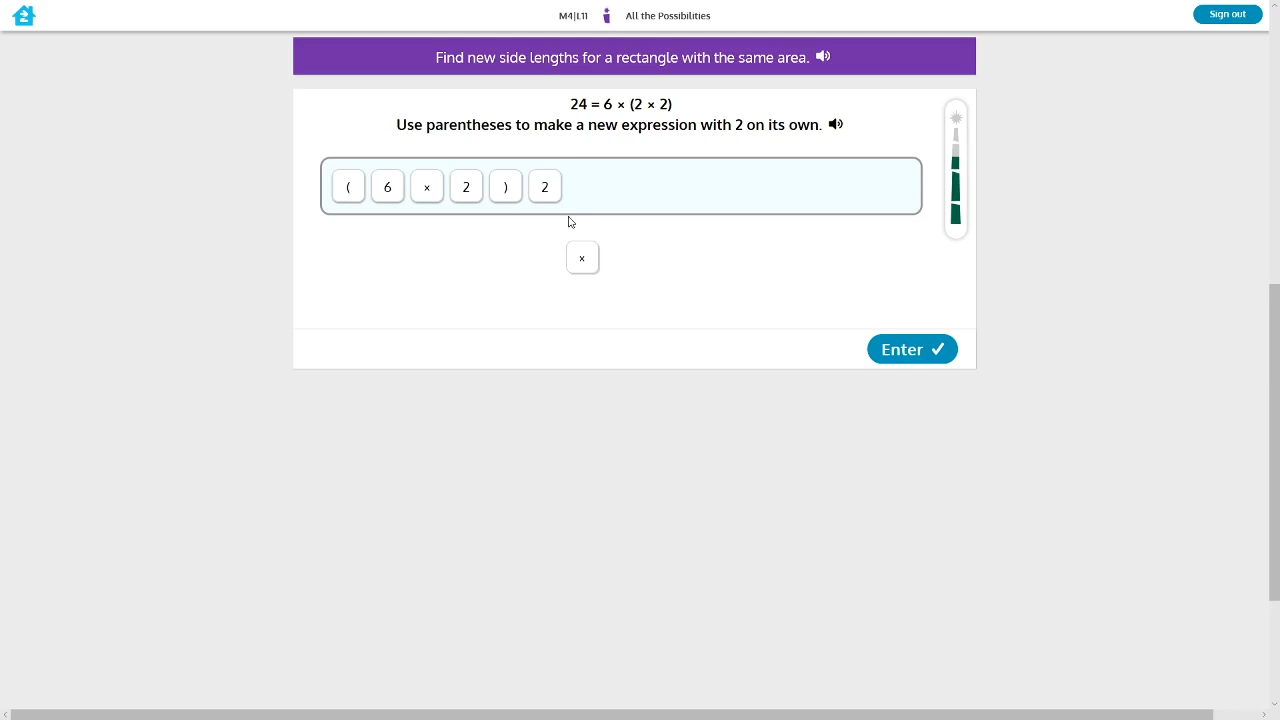 M4|L11 All the Possibilities
Sign out
Find new side lengths for a rectangle with the same area.
24 = 6 × (2 × 2)
Use parentheses to make a new expression with 2 on its own.
( 6 × 2 ) 2
×
Enter